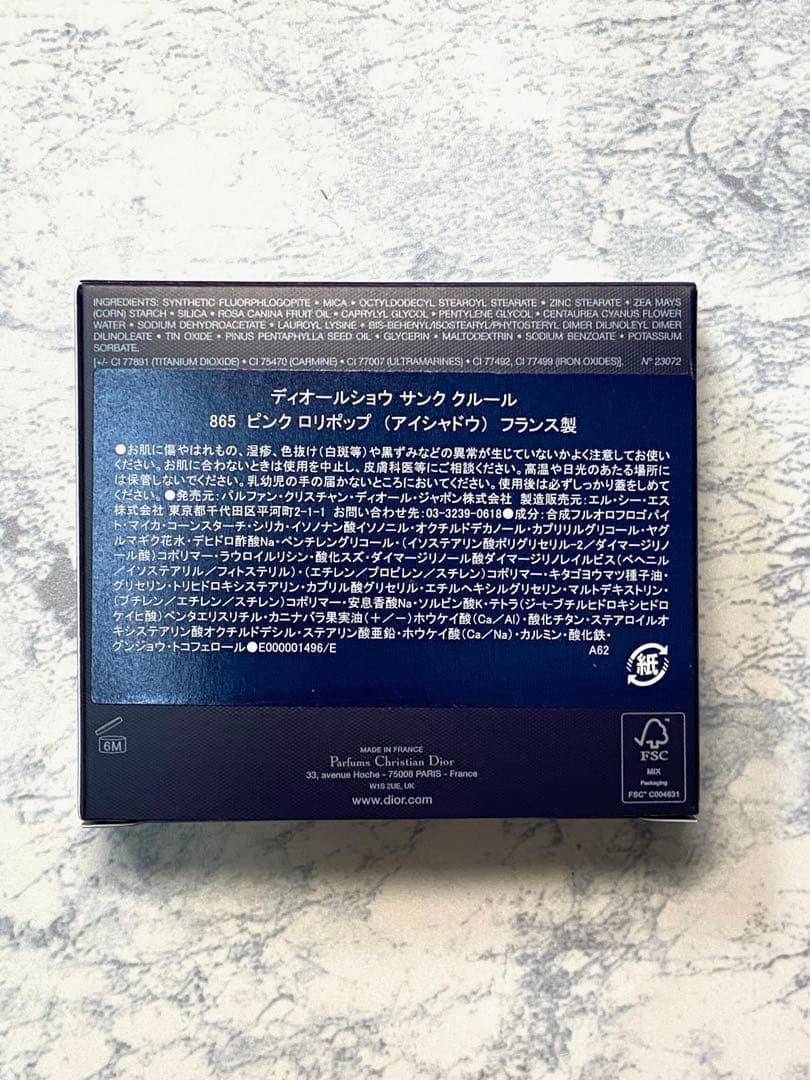 INGREDIENTS: SYNTHETIC FLUORPHLOGOPITE • MICA • OCTYLDODECYL STEAROYL STEARATE • ZINC STEARATE • ZEA MAYS
(CORN) STARCH • SILICA • ROSA CANINA FRUIT OIL • CAPRYLYL GLYCOL • PENTYLENE GLYCOL • CENTAUREA CYANUS FLOWER
WATER • SODIUM DEHYDROACETATE • LAUROYL LYSINE • BIS-BEHENYL/ISOSTEARYL/PHYTOSTERYL DIMER DILINOLEYL DIMER
DILINOLEATE • TIN OXIDE • PINUS PENTAPHYLLA SEED OIL • GLYCERIN • MALTODEXTRIN • SODIUM BENZOATE • POTASSIUM
SORBATE.
[+/- CI 77891 (TITANIUM DIOXIDE) • CI 75470 (CARMINE) • CI 77007 (ULTRAMARINES) • CI 77492, CI 77499 (IRON OXIDES)]. N° 23072
ディオールショウ サンク クルール
865 ピンク ロリポップ (アイシャドウ) フランス製
●お肌に傷やはれもの、湿疹、色抜け(白斑等)や黒ずみなどの異常が生じていないかよく注意してお使い
ください。お肌に合わないときは使用を中止し、皮膚科医等にご相談ください。高温や日光のあたる場所に
は保管しないでください。乳幼児の手の届かないところにおいてください。使用後は必ずしっかり蓋をしめて
ください。●発売元:パルファン・クリスチャン・ディオール・ジャポン株式会社 製造販売元:エル・シー・エス
株式会社 東京都千代田区平河町2-1-1 お問い合わせ先:03-3239-0618●成分:合成フルオロフロゴパイ
ト・マイカ・コーンスターチ・シリカ・イソノナン酸イソノニル・オクチルドデカノール・カプリリルグリコール・ヤグ
ルマギク花水・デヒドロ酢酸Na・ペンチレングリコール・(イソステアリン酸ポリグリセリル-2/ダイマージリノ
ール酸)コポリマー・ラウロイルリシン・酸化スズ・ダイマージリノール酸ダイマージリノレイルビス(ベヘニル
/イソステアリル/フィトステリル)・(エチレン/プロピレン/スチレン)コポリマー・キタゴヨウマツ種子油・
グリセリン・トリヒドロキシステアリン・カプリル酸グリセリル・エチルヘキシルグリセリン・マルトデキストリン・
(ブチレン/エチレン/スチレン)コポリマー・安息香酸Na・ソルビン酸K・テトラ(ジ-t-ブチルヒドロキシヒドロ
ケイヒ酸)ペンタエリスリチル・カニナバラ果実油(+/-)ホウケイ酸(Ca/Al)・酸化チタン・ステアロイルオ
キシステアリン酸オクチルドデシル・ステアリン酸亜鉛・ホウケイ酸(Ca/Na)・カルミン・酸化鉄・
グンジョウ・トコフェロール●E000001496/E A62
紙
6M
MADE IN FRANCE
Parfums Christian Dior
33, avenue Hoche - 75008 PARIS - France
W1S 2UE, UK
www.dior.com
FSC
MIX
Packaging
FSC™ C004631